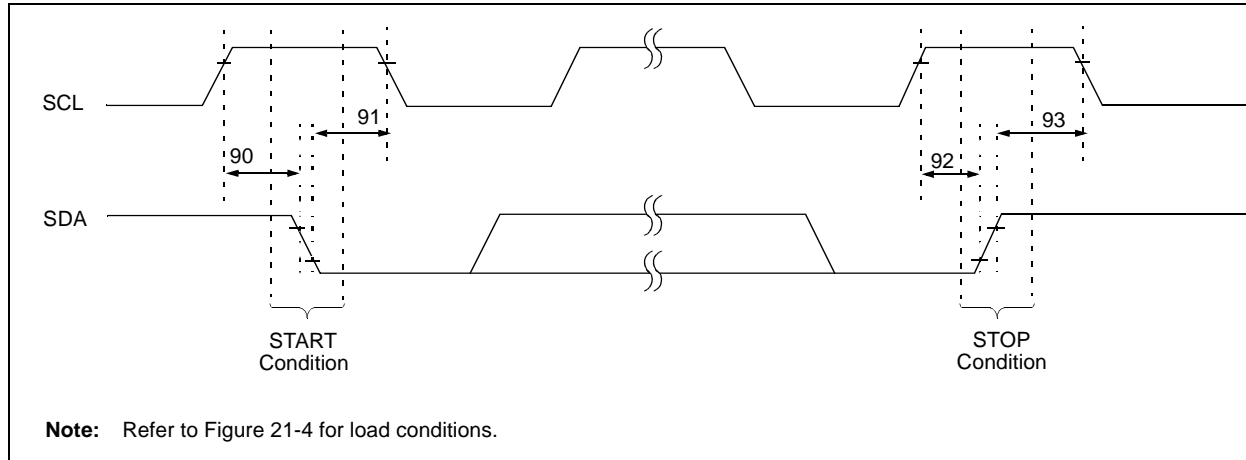 SCL
91
93
90
92
SDA
START
Condition
STOP
Condition
Note: Refer to Figure 21-4 for load conditions.